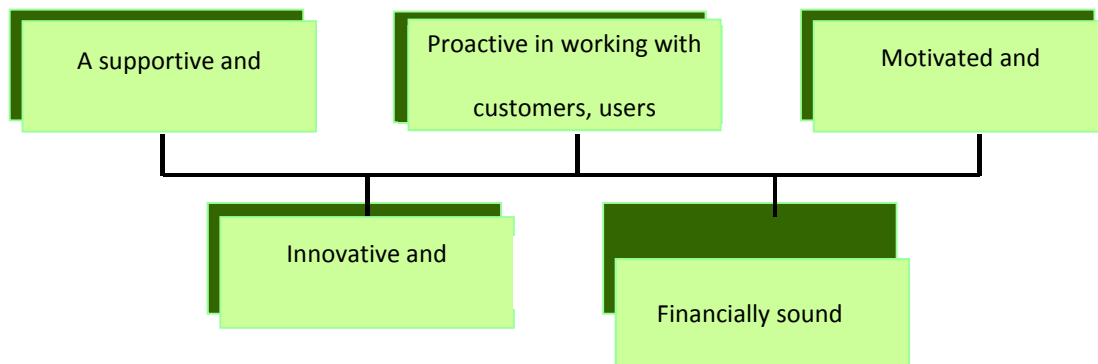 A supportive and
Proactive in working with
customers, users
Motivated and
Innovative and
Financially sound